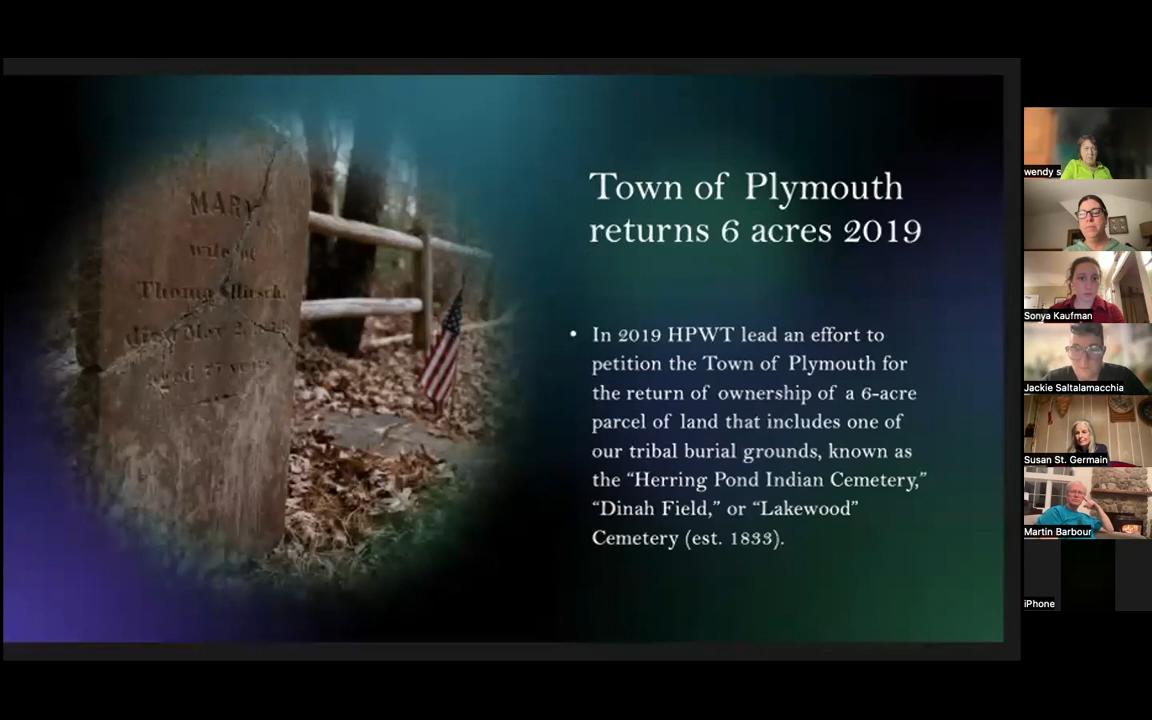 Town of Plymouth
returns 6 acres 2019
• In 2019 HPWT lead an effort to
petition the Town of Plymouth for
the return of ownership of a 6-acre
parcel of land that includes one of
our tribal burial grounds, known as
the “Herring Pond Indian Cemetery,”
“Dinah Field,” or “Lakewood”
Cemetery (est. 1833).
MARY
wife of
died
aged
wendy s
Sonya Kaufman
Jackie Saltalamacchia
Susan St. Germain
Martin Barbour
iPhone